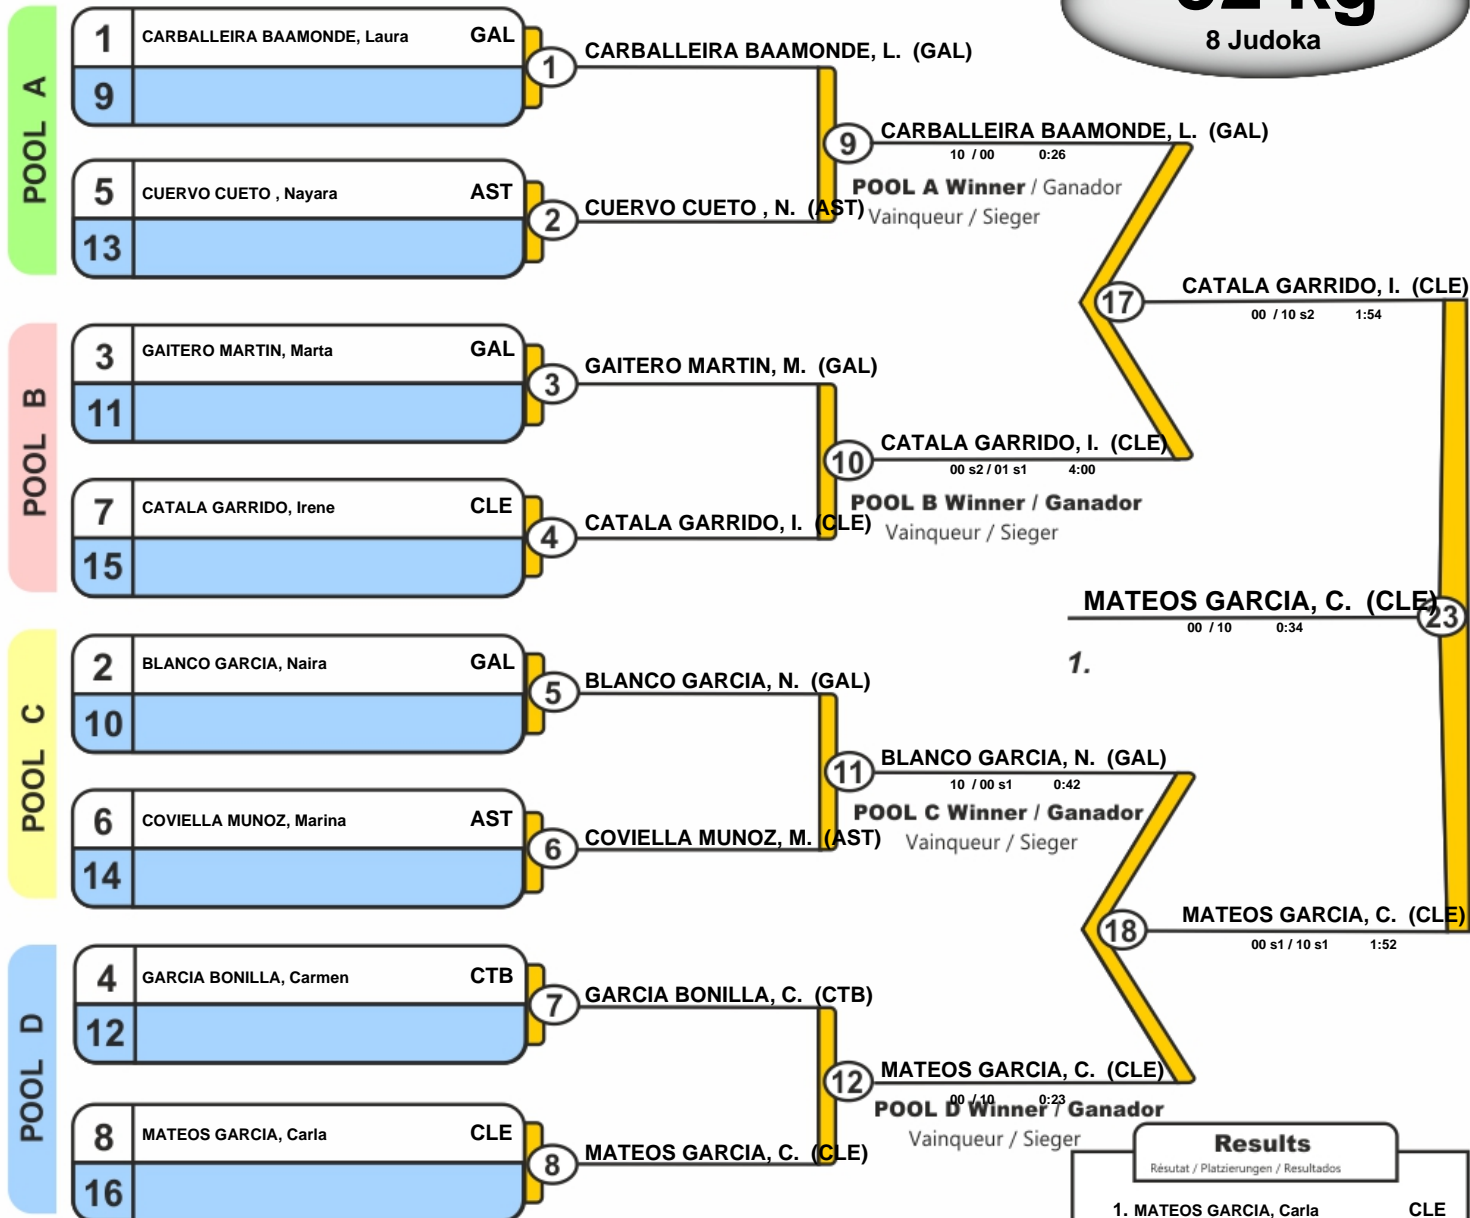 8 Judoka
POOL A
1 CARBALLEIRA BAAMONDE, Laura GAL
9
1 CARBALLEIRA BAAMONDE, L. (GAL)
5 CUERVO CUETO , Nayara AST
13
2 CUERVO CUETO , N. (AST)
9 CARBALLEIRA BAAMONDE, L. (GAL)
10 / 00 0:26
POOL A Winner / Ganador
Vainqueur / Sieger
POOL B
3 GAITERO MARTIN, Marta GAL
11
3 GAITERO MARTIN, M. (GAL)
7 CATALA GARRIDO, Irene CLE
15
4 CATALA GARRIDO, I. (CLE)
10 CATALA GARRIDO, I. (CLE)
00 s2 / 01 s1 4:00
POOL B Winner / Ganador
Vainqueur / Sieger
17 CATALA GARRIDO, I. (CLE)
00 / 10 s2 1:54
POOL C
2 BLANCO GARCIA, Naira GAL
10
5 BLANCO GARCIA, N. (GAL)
6 COVIELLA MUNOZ, Marina AST
14
6 COVIELLA MUNOZ, M. (AST)
11 BLANCO GARCIA, N. (GAL)
10 / 00 s1 0:42
POOL C Winner / Ganador
Vainqueur / Sieger
POOL D
4 GARCIA BONILLA, Carmen CTB
12
7 GARCIA BONILLA, C. (CTB)
8 MATEOS GARCIA, Carla CLE
16
8 MATEOS GARCIA, C. (CLE)
12 MATEOS GARCIA, C. (CLE)
00 / 10 0:23
POOL D Winner / Ganador
Vainqueur / Sieger
18 MATEOS GARCIA, C. (CLE)
00 s1 / 10 s1 1:52
MATEOS GARCIA, C. (CLE) 23
00 / 10 0:34
1.
Results
Résutat / Platzierungen / Resultados
1. MATEOS GARCIA, Carla CLE